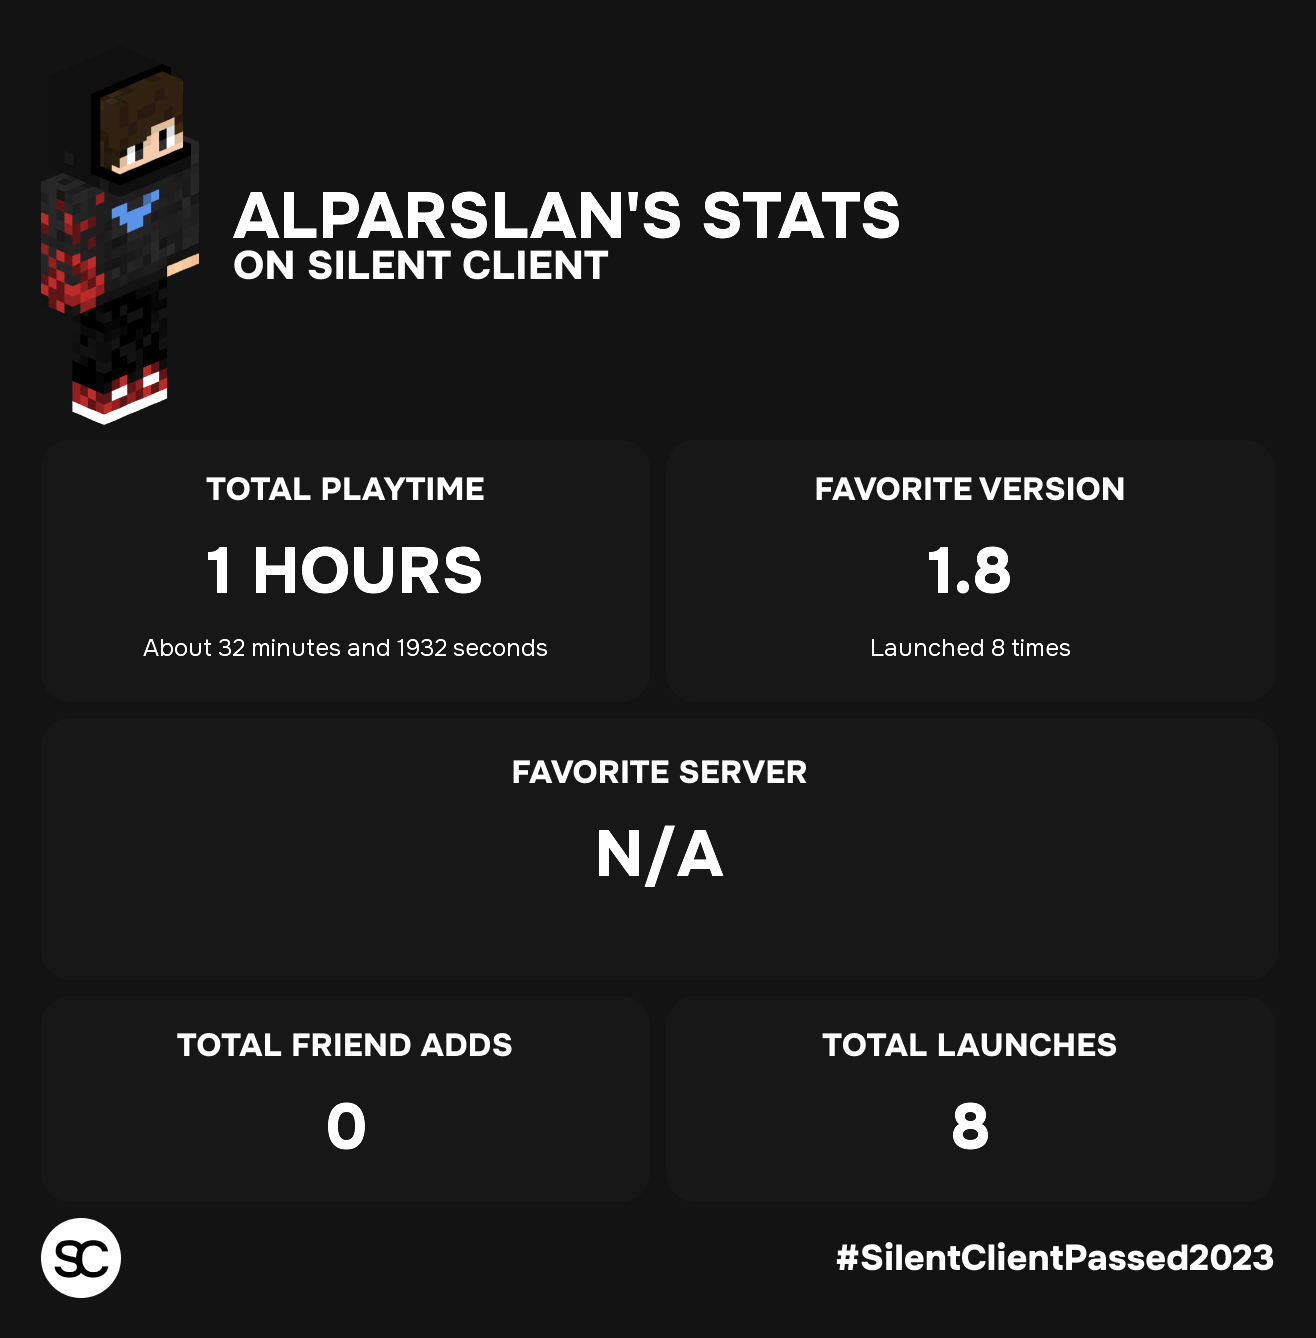 ALPARSLAN'S STATS
ON SILENT CLIENT
TOTAL PLAYTIME
1 HOURS
About 32 minutes and 1932 seconds
FAVORITE VERSION
1.8
Launched 8 times
FAVORITE SERVER
N/A
TOTAL FRIEND ADDS
0
TOTAL LAUNCHES
8
SC
#SilentClientPassed2023